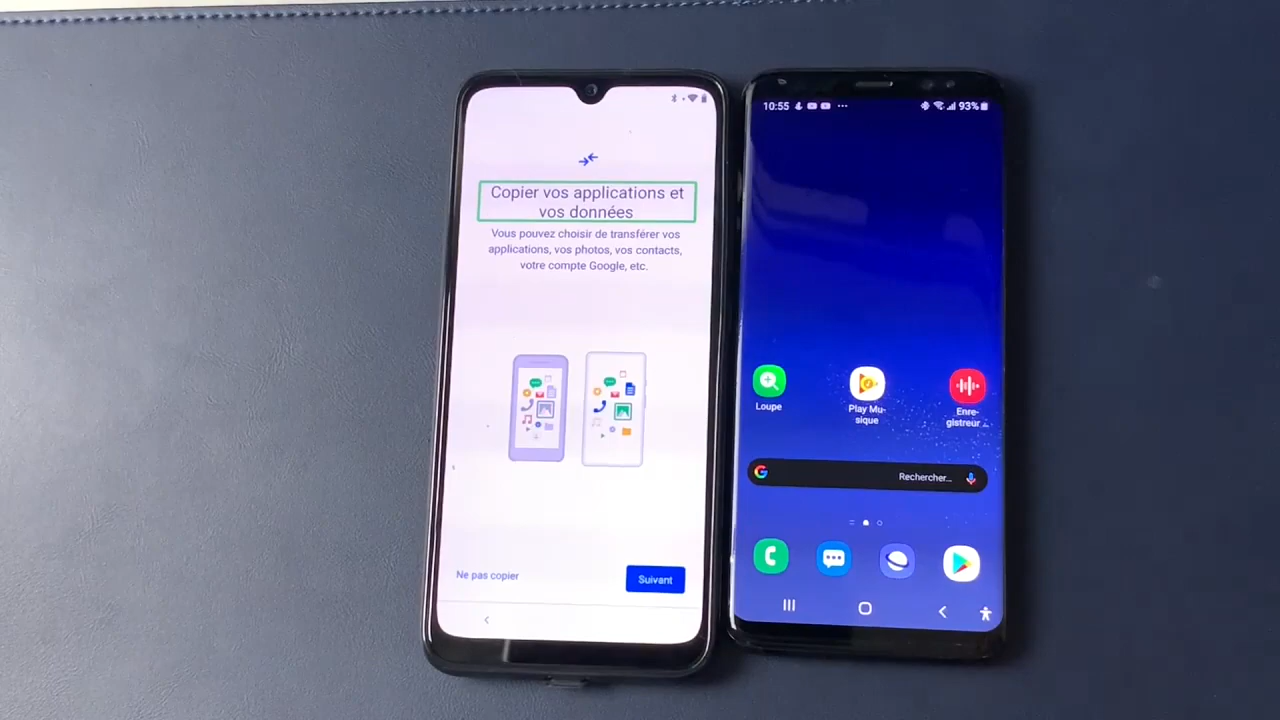 Copier vos applications et
vos données
Vous pouvez choisir de transférer vos
applications, vos photos, vos contacts,
votre compte Google, etc.
Ne pas copier
Suivant
10:55
93%
Loupe
Play Mu-
sique
Enre-
gistreur ...
Rechercher...